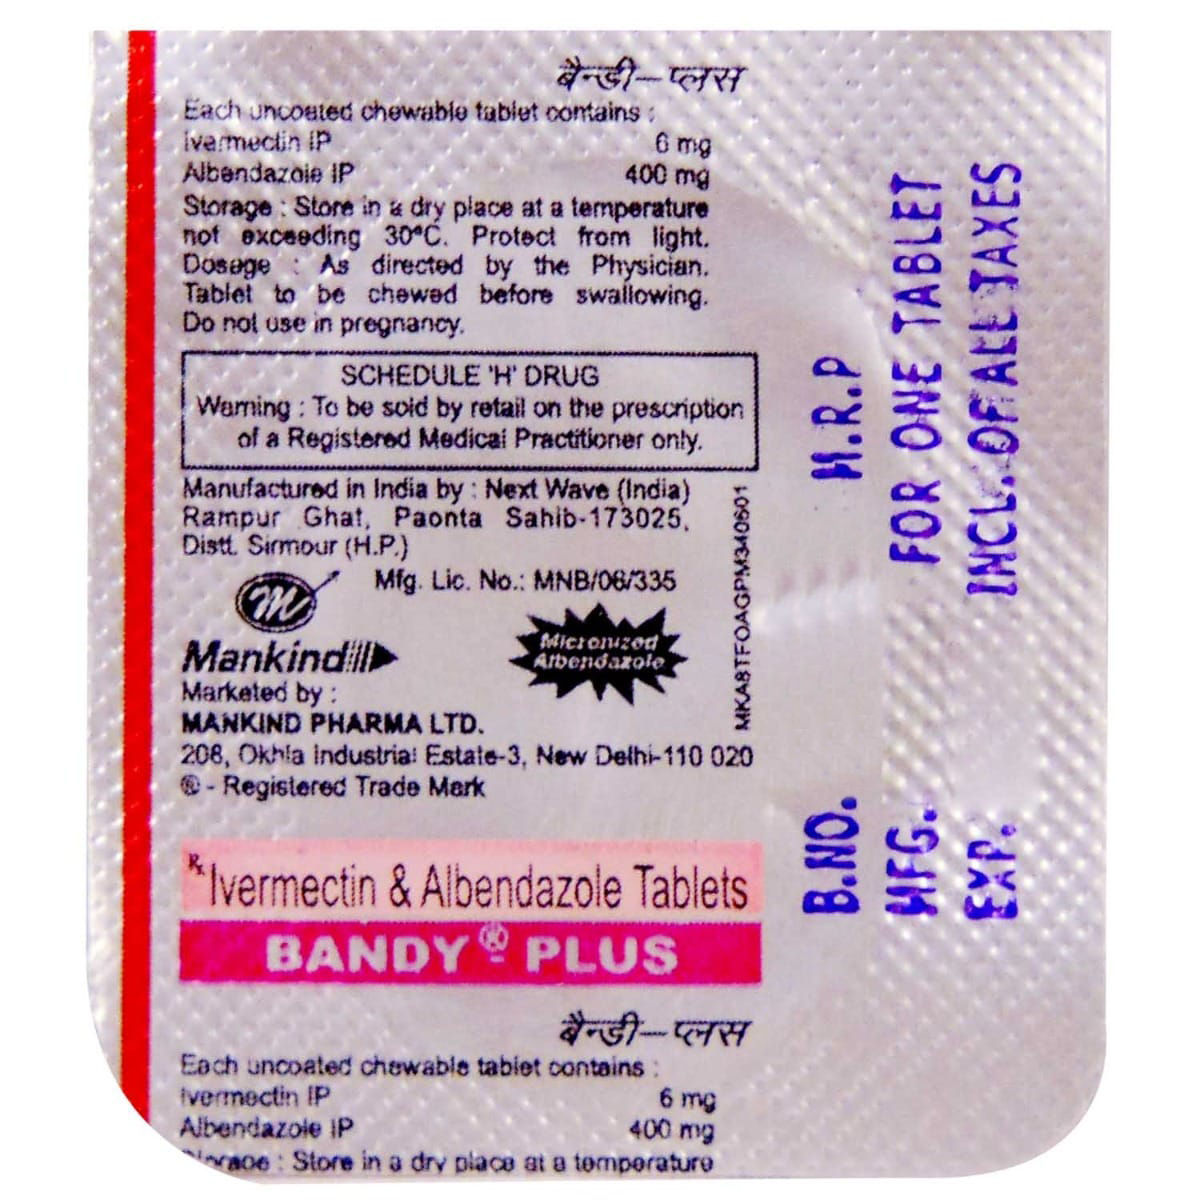 बैन्डी-प्लस
Each uncoated chewable tablet contains :
Ivermectin IP 6 mg
Albendazole IP 400 mg
Storage : Store in a dry place at a temperature
not exceeding 30°C. Protect from light.
Dosage : As directed by the Physician.
Tablet to be chewed before swallowing.
Do not use in pregnancy.
SCHEDULE 'H' DRUG
Warning : To be sold by retail on the prescription
of a Registered Medical Practitioner only.
Manufactured in India by : Next Wave (India)
Rampur Ghat, Paonta Sahib-173025,
Distt. Sirmour (H.P.)
Mfg. Lic. No.: MNB/06/335
m
Mankind
Micronized
Albendazole
Marketed by :
MANKIND PHARMA LTD.
208, Okhla Industrial Estate-3, New Delhi-110 020
® - Registered Trade Mark
MKA8TFOAGPM340601
Rx Ivermectin & Albendazole Tablets
BANDY® PLUS
बैन्डी-प्लस
Each uncoated chewable tablet contains :
Ivermectin IP 6 mg
Albendazole IP 400 mg
Storage : Store in a dry place at a temperature
M.R.P
FOR ONE TABLET
INCL. OF ALL TAXES
B.NO.
MFG.
EXP.